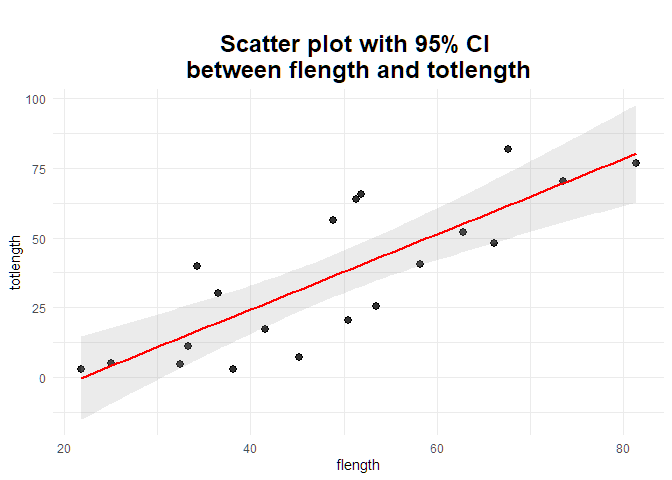 Scatter plot with 95% CI
between flength and totlength
100
75
50
25
0
totlength
20 40 60 80
flength